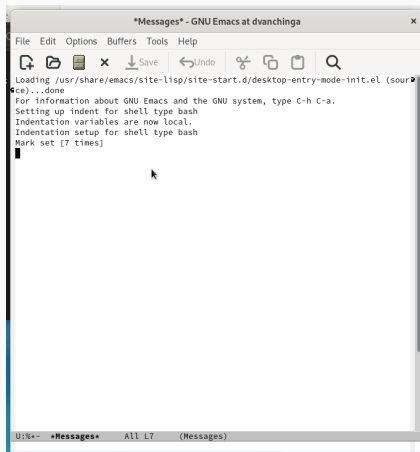 *Messages* - GNU Emacs at dvanchinga ×
File Edit Options Buffers Tools Help
Save Undo
Loading /usr/share/emacs/site-lisp/site-start.d/desktop-entry-mode-init.el (sour
ce)...done
For information about GNU Emacs and the GNU system, type C-h C-a.
Setting up indent for shell type bash
Indentation variables are now local.
Indentation setup for shell type bash
Mark set [7 times]
U:%*- *Messages* All L7 (Messages)